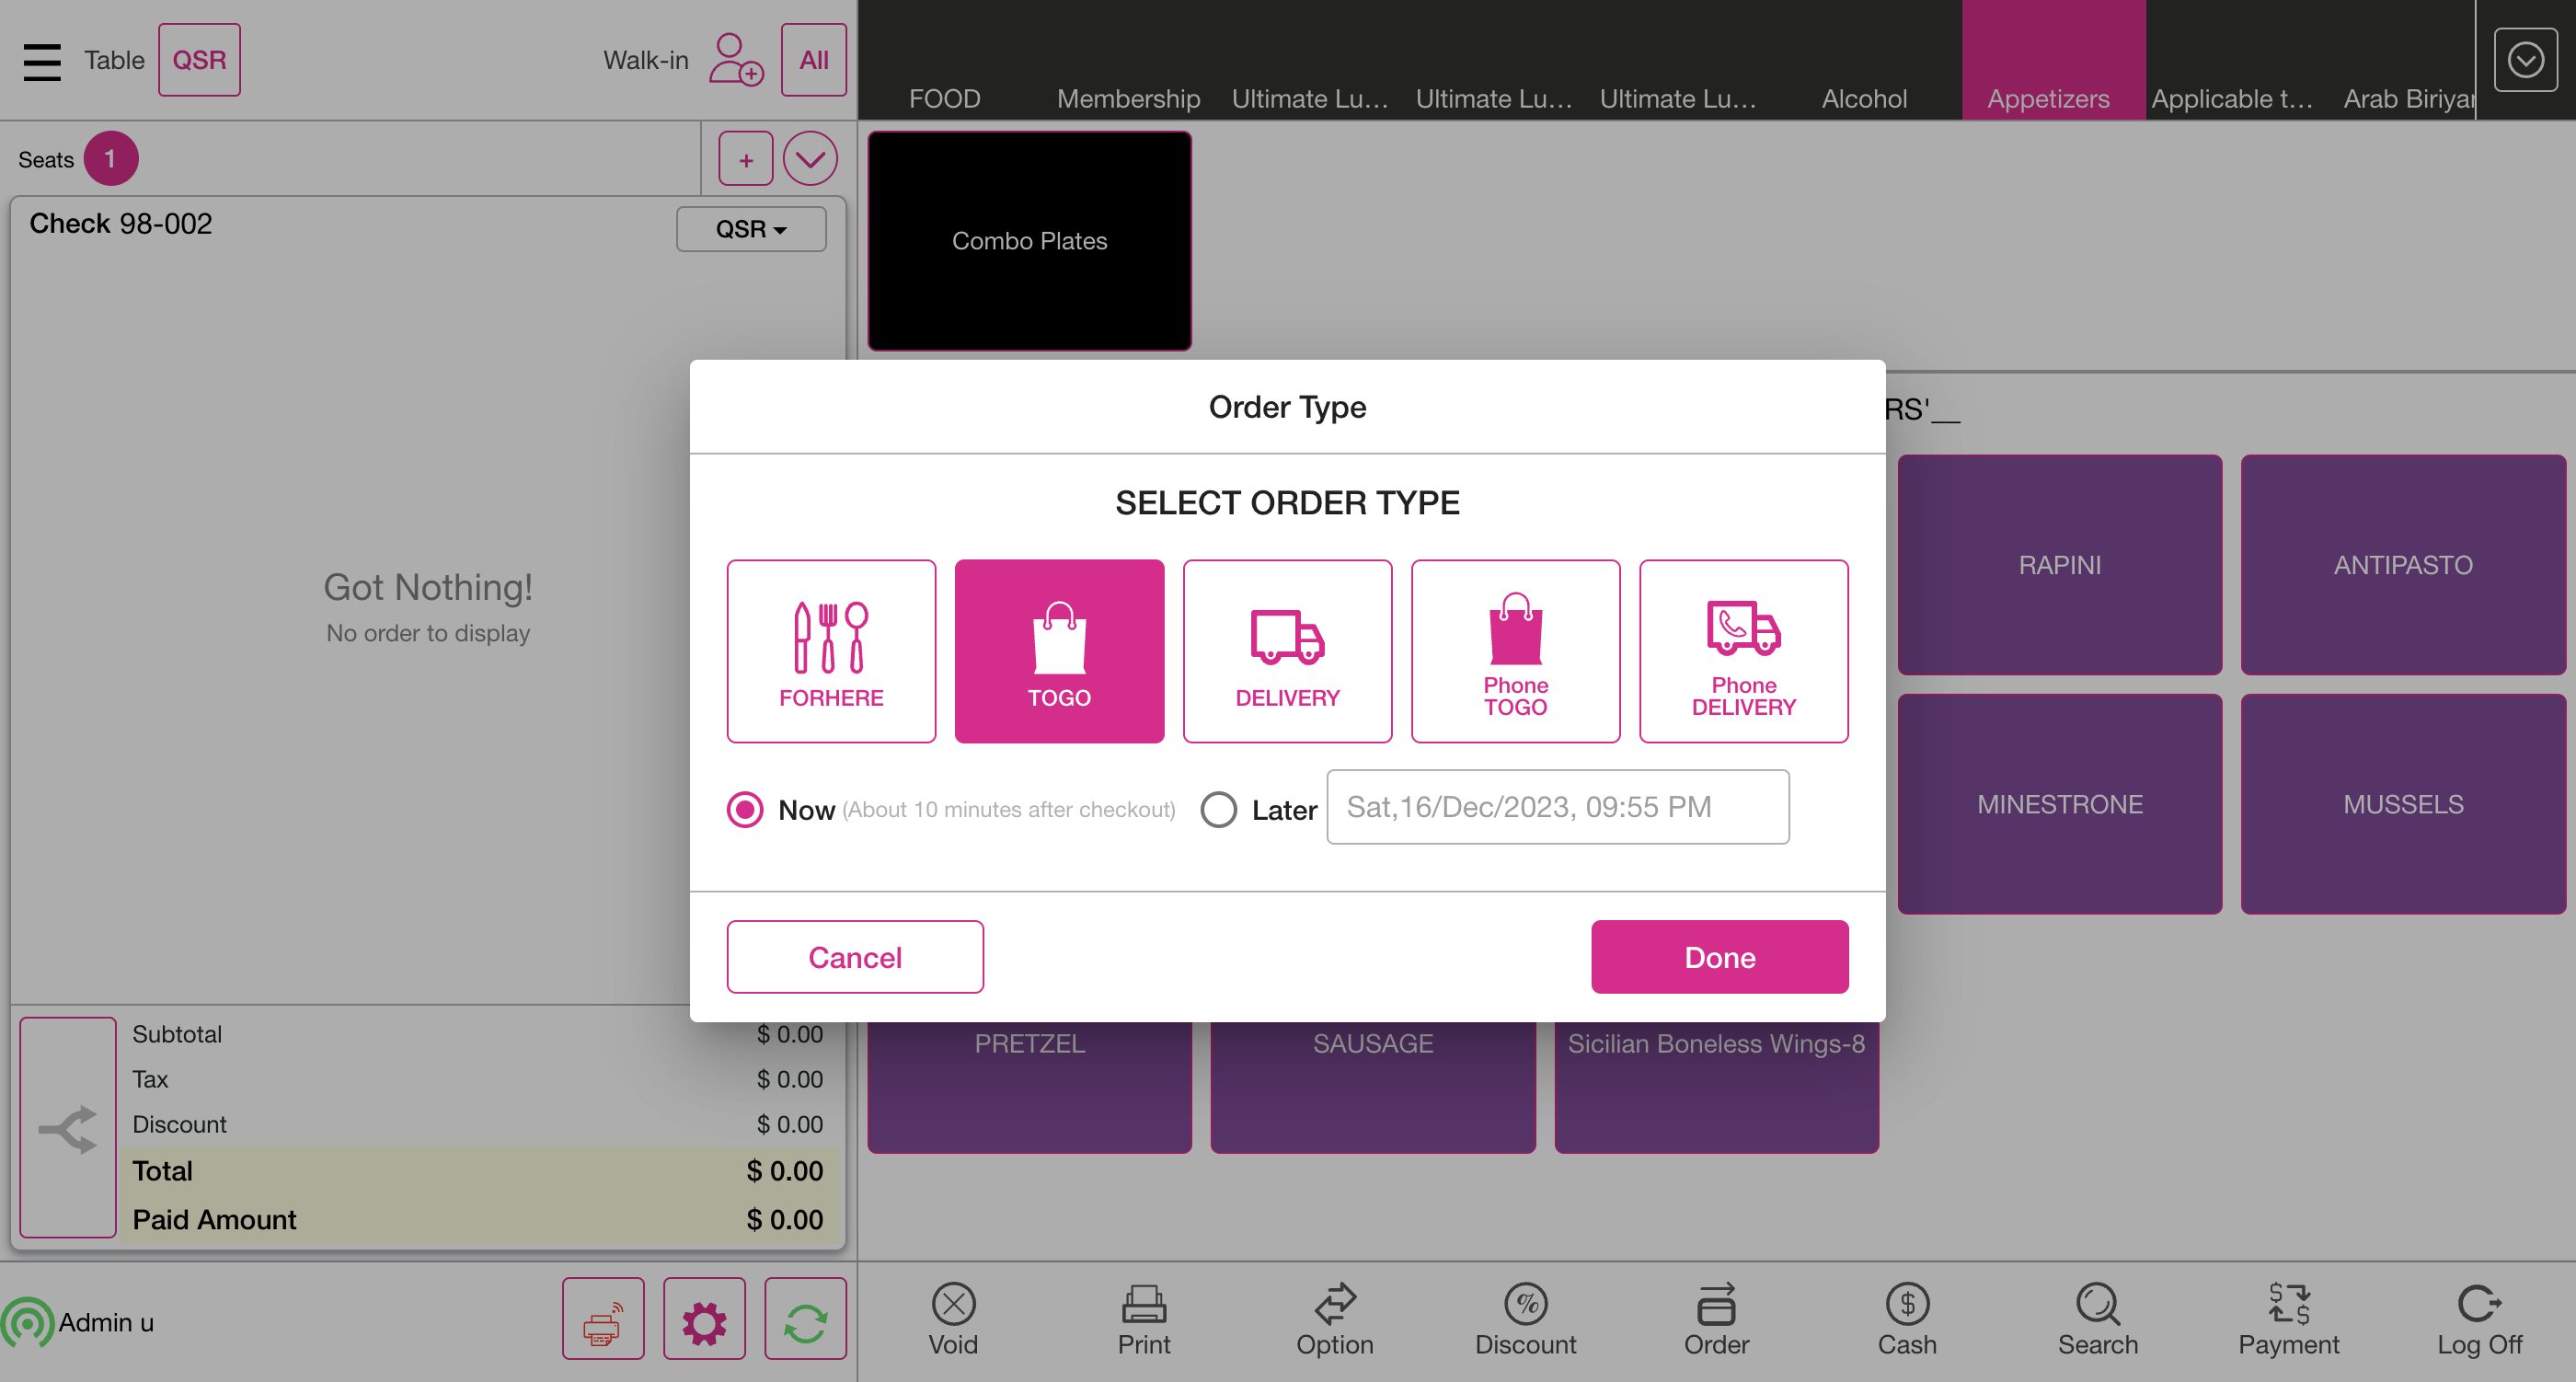 Table QSR Walk-in All
FOOD Membership Ultimate Lu... Ultimate Lu... Ultimate Lu... Alcohol Appetizers Applicable t... Arab Biriyar
Seats 1 +
Check 98-002 QSR
Combo Plates
Got Nothing!
No order to display
RS'__
Order Type
SELECT ORDER TYPE
FORHERE
TOGO
DELIVERY
Phone
TOGO
Phone
DELIVERY
Now (About 10 minutes after checkout) Later Sat,16/Dec/2023, 09:55 PM
Cancel Done
RAPINI ANTIPASTO
MINESTRONE MUSSELS
PRETZEL SAUSAGE Sicilian Boneless Wings-8
Subtotal $ 0.00
Tax $ 0.00
Discount $ 0.00
Total $ 0.00
Paid Amount $ 0.00
Admin u
Void Print Option Discount Order Cash Search Payment Log Off